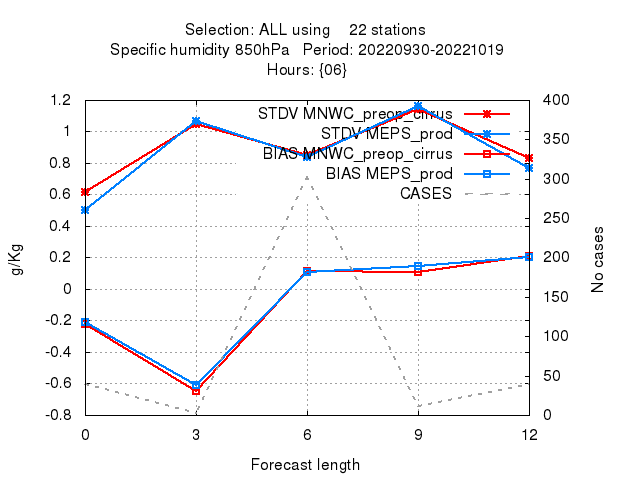 Selection: ALL using 22 stations
Specific humidity 850hPa Period: 20220930-20221019
Hours: {06}
1.2
1
0.8
0.6
0.4
0.2
0
-0.2
-0.4
-0.6
-0.8
g/Kg
STDV MNWC_preop_cirrus
STDV MEPS_prod
BIAS MNWC_preop_cirrus
BIAS MEPS_prod
CASES
400
350
300
250
200
150
100
50
0
No cases
0 3 6 9 12
Forecast length